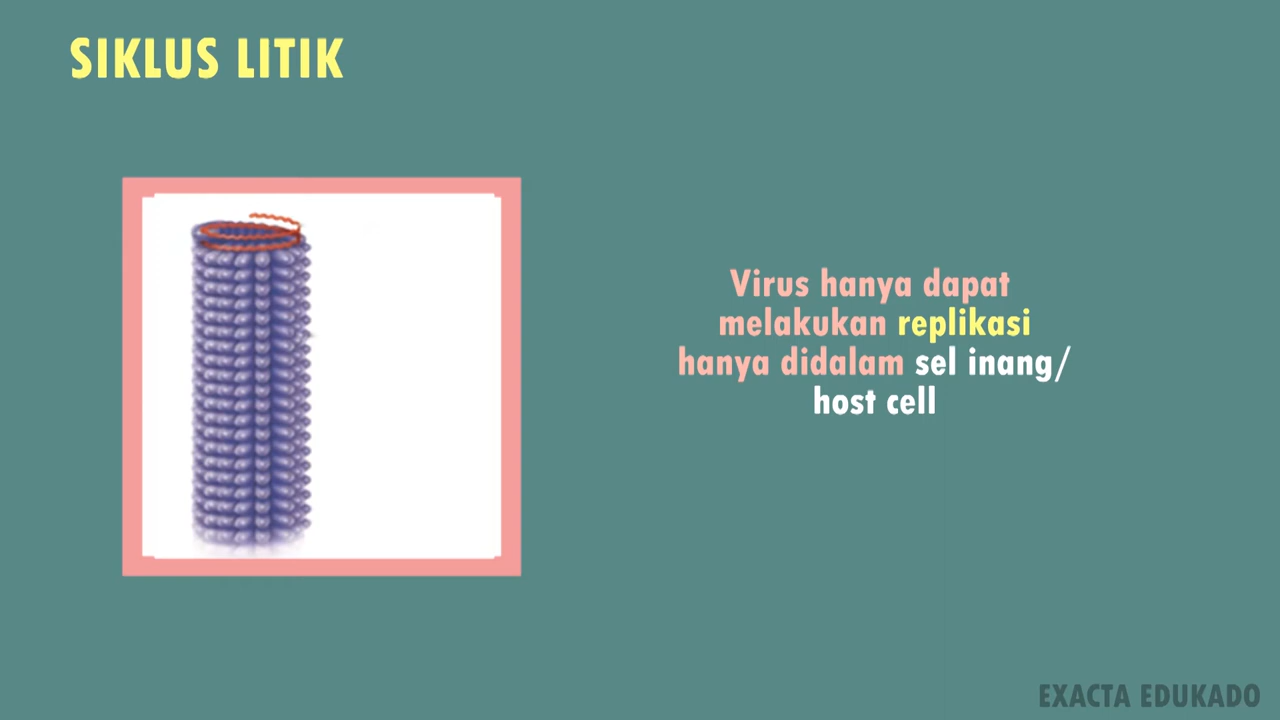 SIKLUS LITIK
Virus hanya dapat
melakukan replikasi
hanya didalam sel inang/
host cell
EXACTA EDUKADO